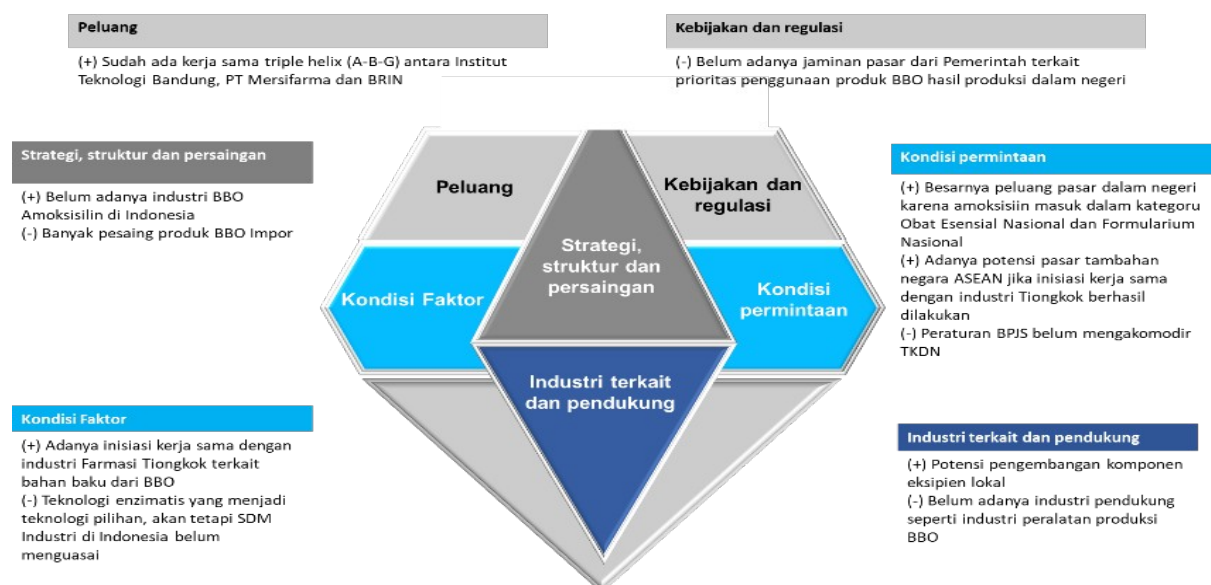 Peluang
(+) Sudah ada kerja sama triple helix (A-B-G) antara Institut
Teknologi Bandung, PT Mersifarma dan BRIN
Kebijakan dan regulasi
(-) Belum adanya jaminan pasar dari Pemerintah terkait
prioritas penggunaan produk BBO hasil produksi dalam negeri
Strategi, struktur dan persaingan
(+) Belum adanya industri BBO
Amoksisilin di Indonesia
(-) Banyak pesaing produk BBO Impor
Peluang
Kebijakan dan
regulasi
Strategi,
struktur dan
persaingan
Kondisi Faktor
Kondisi
permintaan
Industri terkait
dan pendukung
Kondisi permintaan
(+) Besarnya peluang pasar dalam negeri
karena amoksisiin masuk dalam kategoru
Obat Esensial Nasional dan Formularium
Nasional
(+) Adanya potensi pasar tambahan
negara ASEAN jika inisiasi kerja sama
dengan industri Tiongkok berhasil
dilakukan
(-) Peraturan BPJS belum mengakomodir
TKDN
Kondisi Faktor
(+) Adanya inisiasi kerja sama dengan
industri Farmasi Tiongkok terkait
bahan baku dari BBO
(-) Teknologi enzimatis yang menjadi
teknologi pilihan, akan tetapi SDM
Industri di Indonesia belum
menguasai
Industri terkait dan pendukung
(+) Potensi pengembangan komponen
eksipien lokal
(-) Belum adanya industri pendukung
seperti industri peralatan produksi
BBO